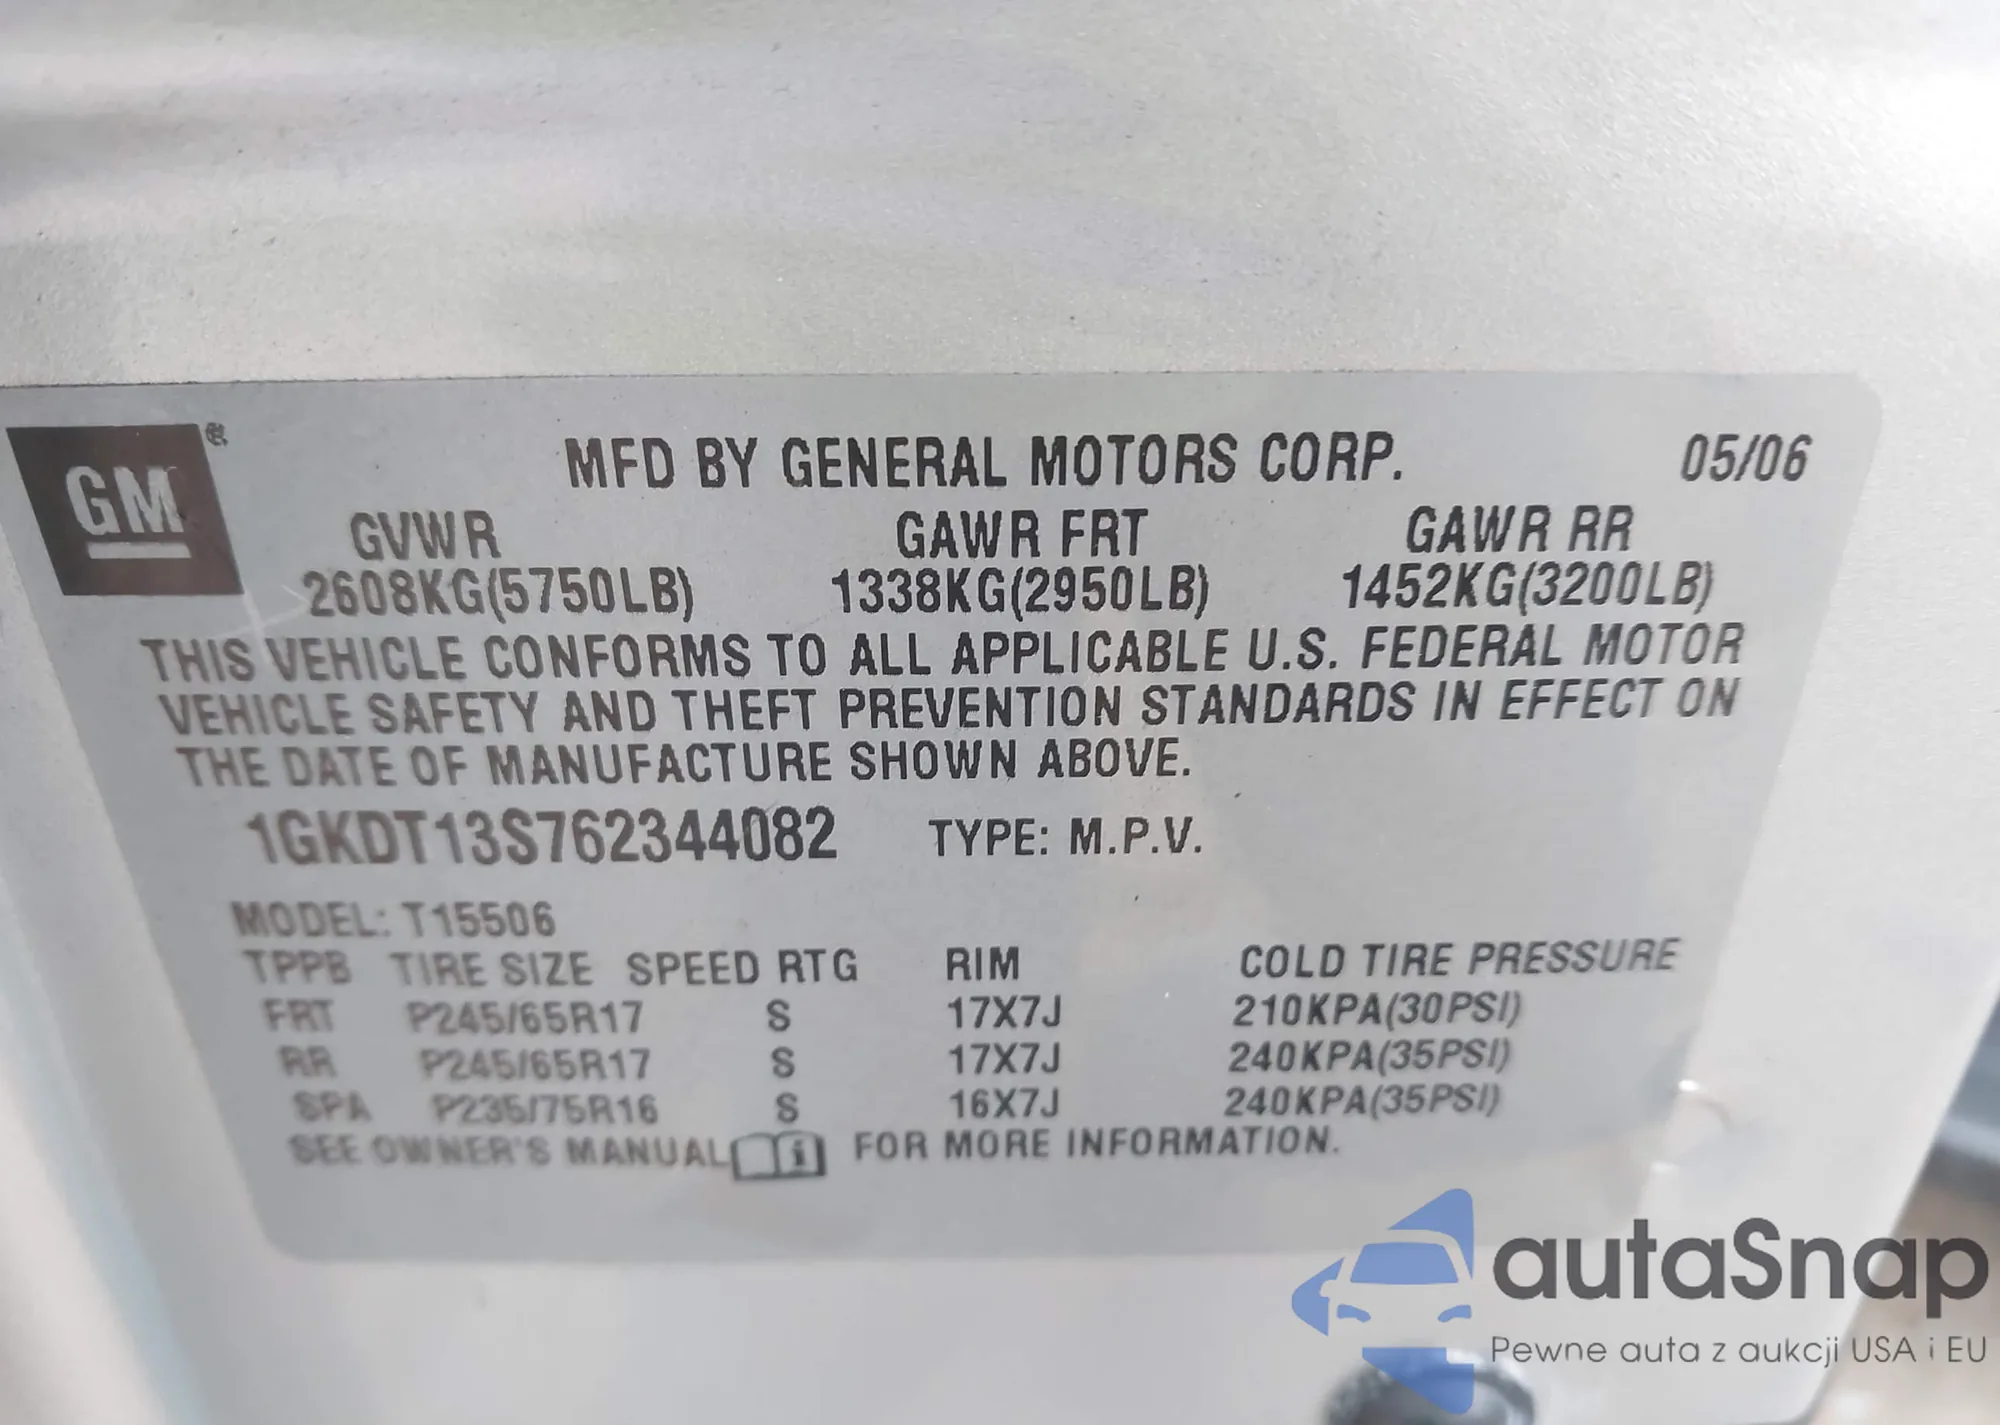 GM®
MFD BY GENERAL MOTORS CORP. 05/06
GVWR GAWR FRT GAWR RR
2608KG(5750LB) 1338KG(2950LB) 1452KG(3200LB)
THIS VEHICLE CONFORMS TO ALL APPLICABLE U.S. FEDERAL MOTOR
VEHICLE SAFETY AND THEFT PREVENTION STANDARDS IN EFFECT ON
THE DATE OF MANUFACTURE SHOWN ABOVE.
1GKDT13S762344082 TYPE: M.P.V.
MODEL: T15506
TPPB TIRE SIZE SPEED RTG RIM COLD TIRE PRESSURE
FRT P245/65R17 S 17X7J 210KPA(30PSI)
RR P245/65R17 S 17X7J 240KPA(35PSI)
SPA P235/75R16 S 16X7J 240KPA(35PSI)
SEE OWNER'S MANUAL i FOR MORE INFORMATION.
autaSnap
Pewne auta z aukcji USA i EU